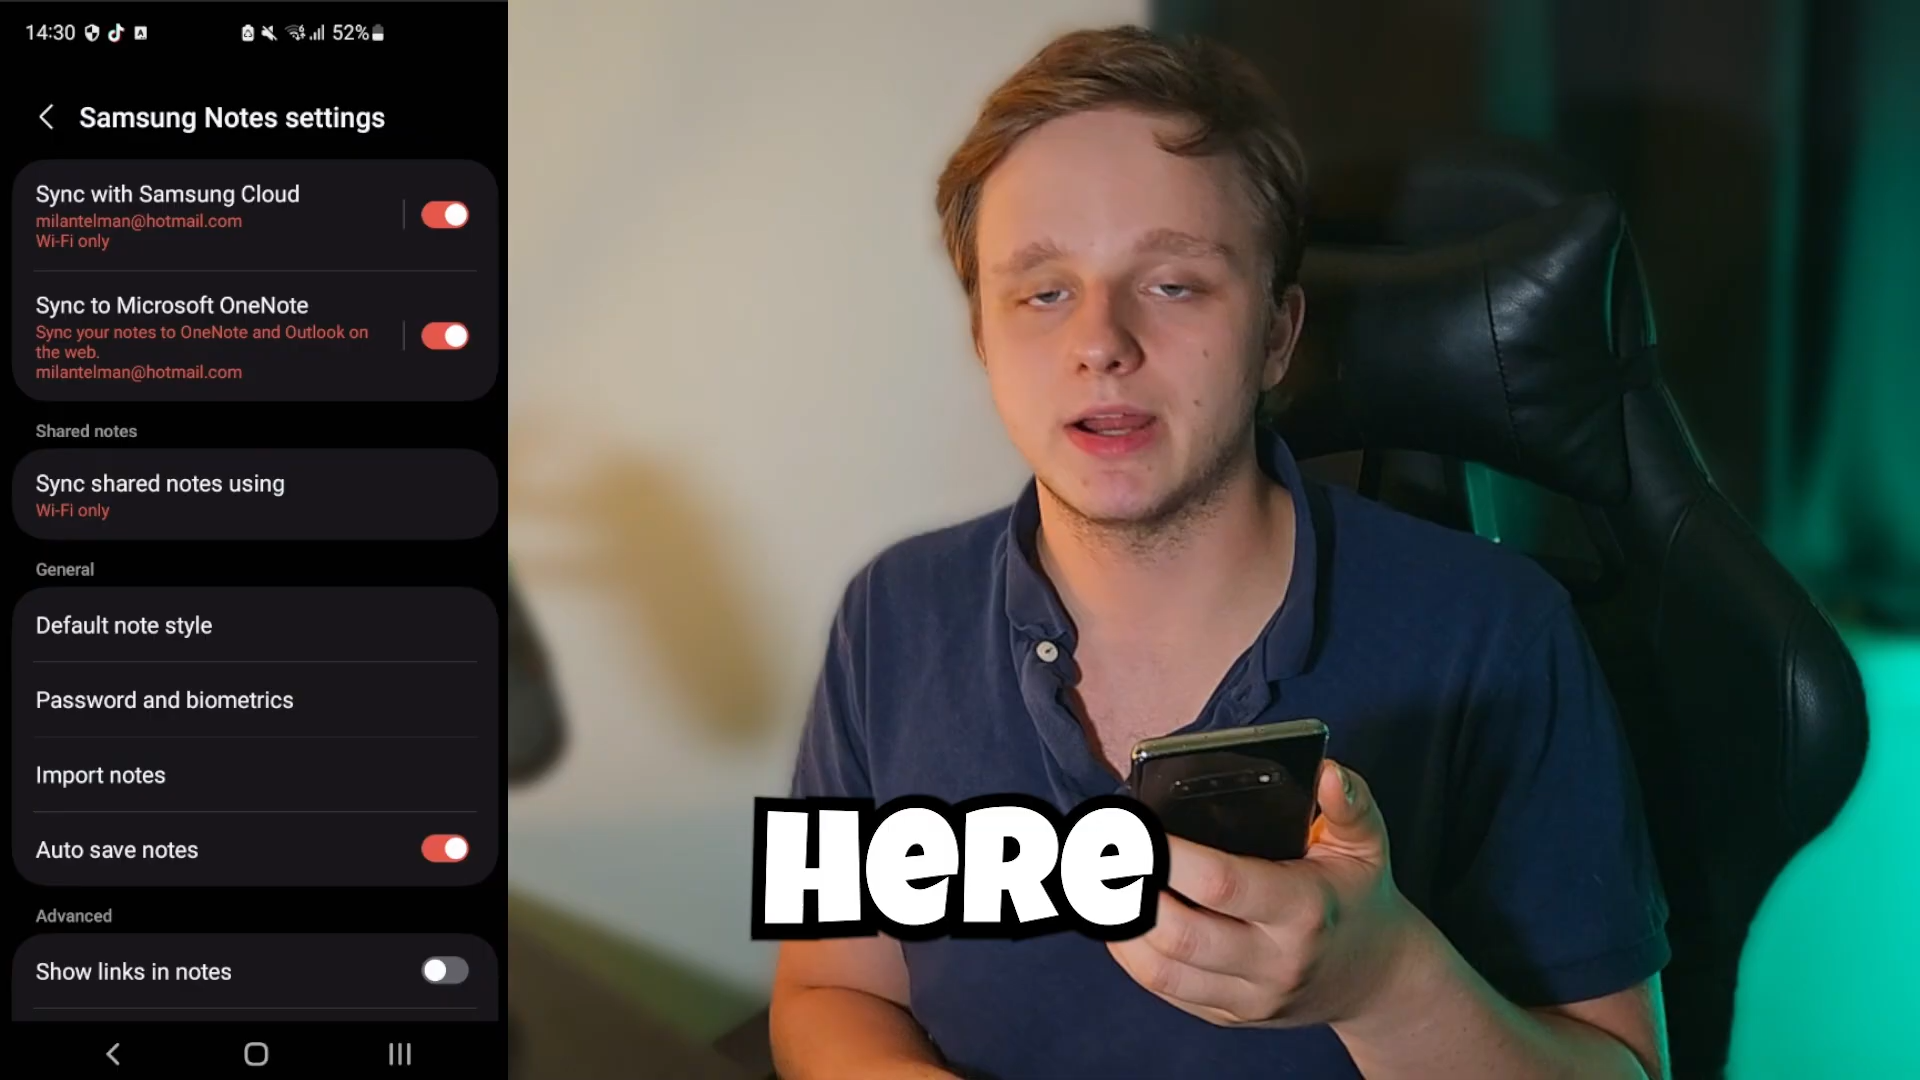 14:30
52%
Samsung Notes settings
Sync with Samsung Cloud
milantelman@hotmail.com
Wi-Fi only
Sync to Microsoft OneNote
Sync your notes to OneNote and Outlook on
the web.
milantelman@hotmail.com
Shared notes
Sync shared notes using
Wi-Fi only
General
Default note style
Password and biometrics
Import notes
Auto save notes
Advanced
Show links in notes
HeRe